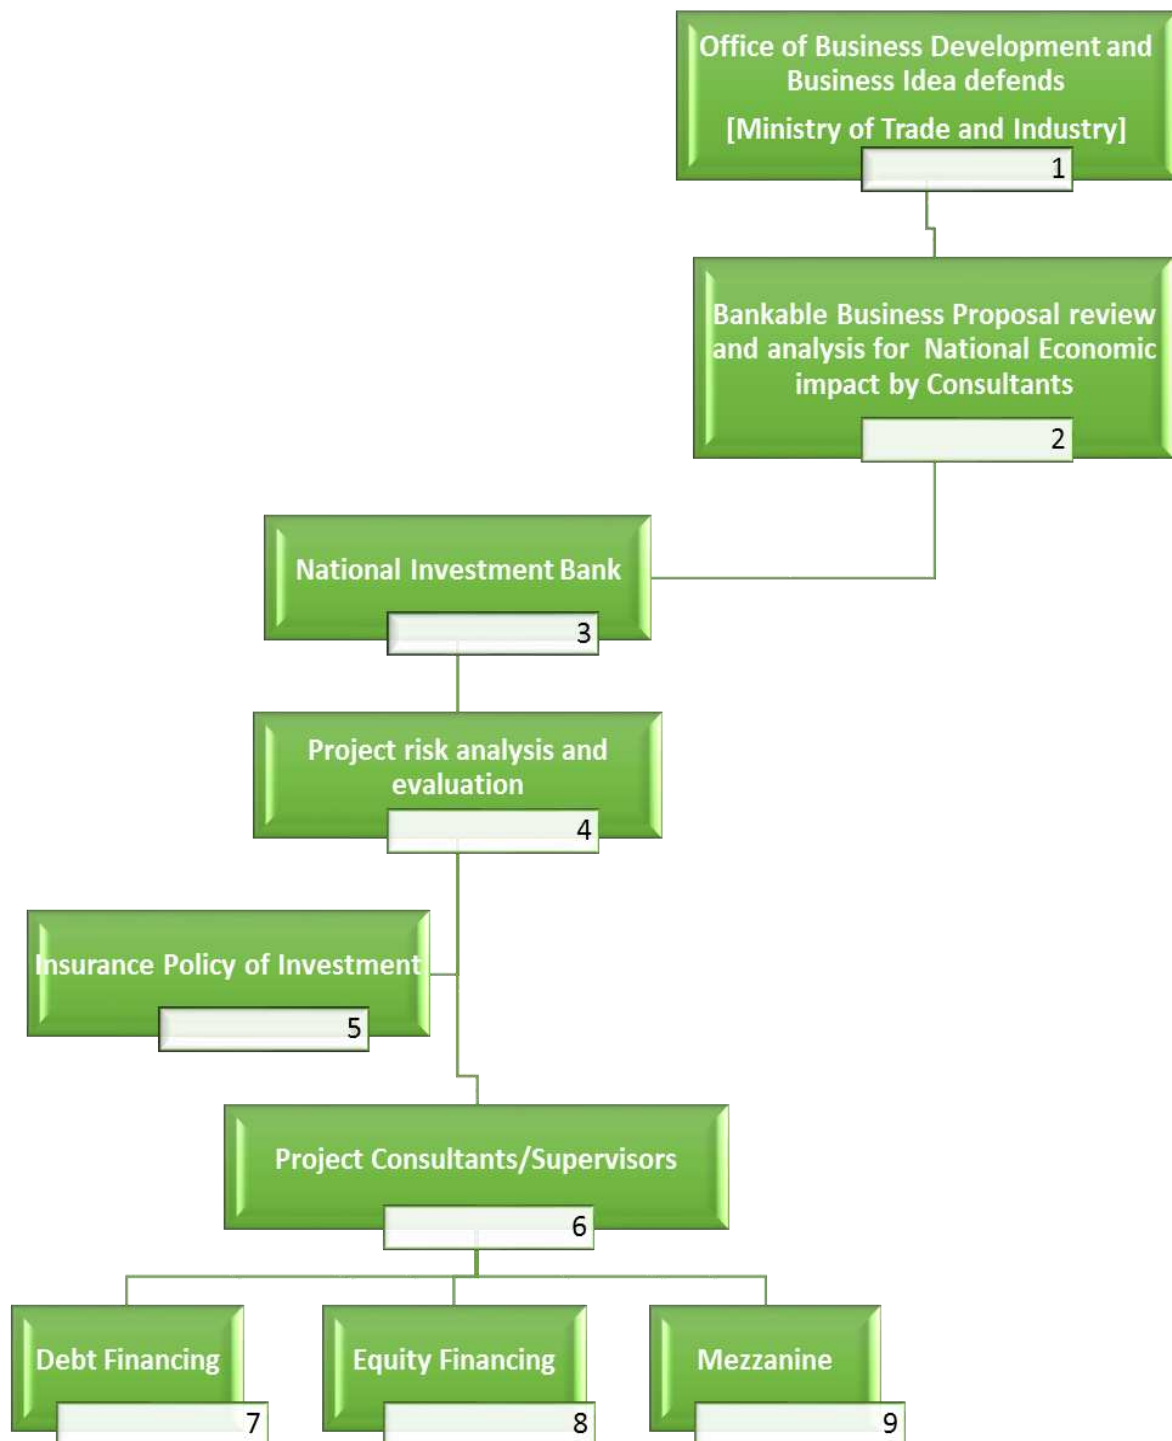 Office of Business Development and
Business Idea defends
[Ministry of Trade and Industry]
1
Bankable Business Proposal review
and analysis for National Economic
impact by Consultants
2
National Investment Bank
3
Project risk analysis and
evaluation
4
Insurance Policy of Investment
5
Project Consultants/Supervisors
6
Debt Financing
7
Equity Financing
8
Mezzanine
9